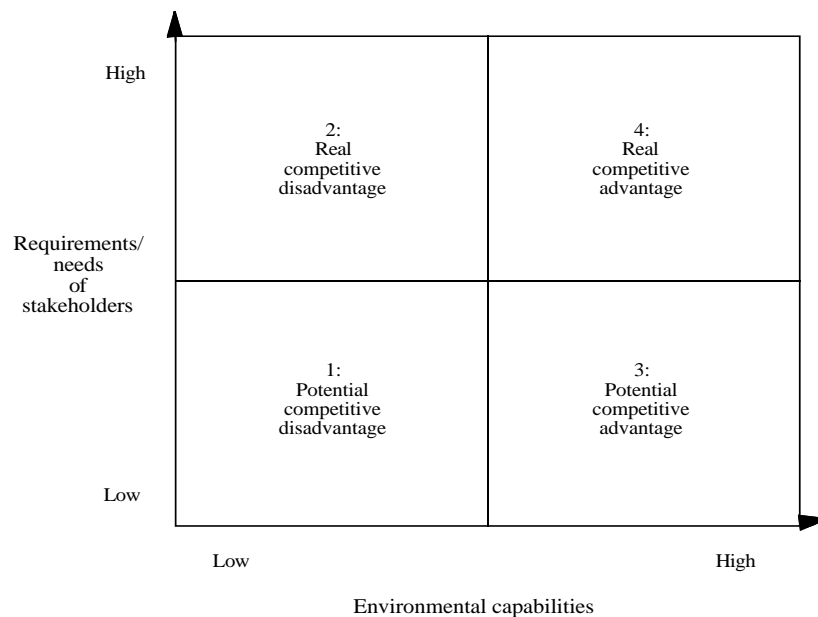 High
2:
Real
competitive
disadvantage
4:
Real
competitive
advantage
Requirements/
needs
of
stakeholders
1:
Potential
competitive
disadvantage
3:
Potential
competitive
advantage
Low
Low
High
Environmental capabilities